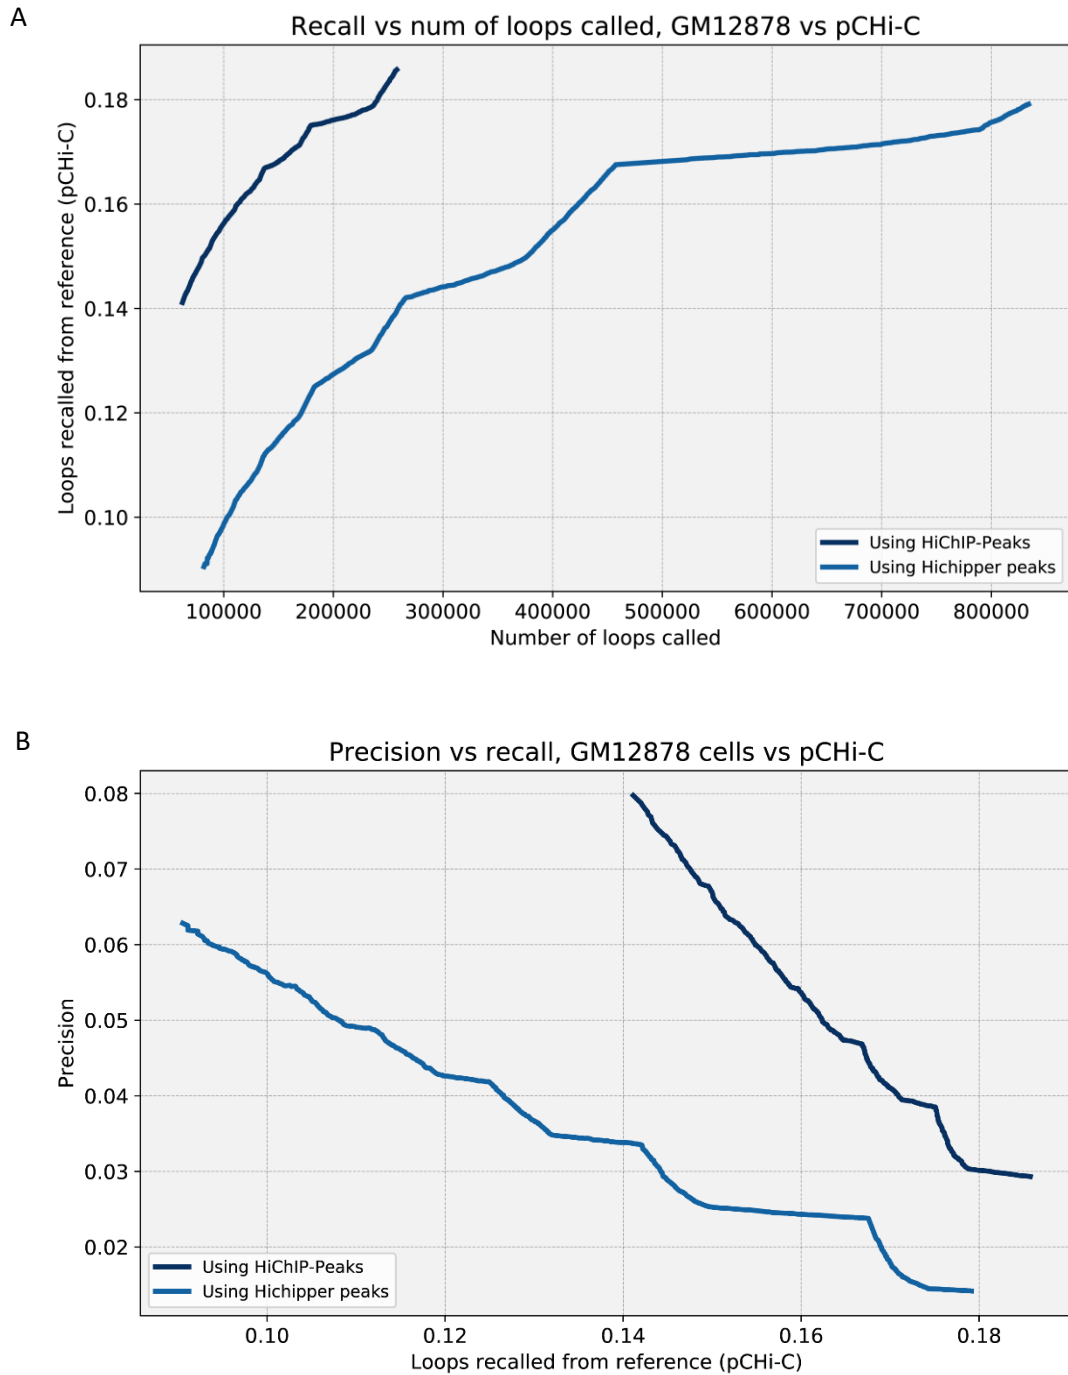 A
Recall vs num of loops called, GM12878 vs pCHi-C
Loops recalled from reference (pCHi-C)
0.18
0.16
0.14
0.12
0.10
Using HiChIP-Peaks
Using Hichipper peaks
100000 200000 300000 400000 500000 600000 700000 800000
Number of loops called
B
Precision vs recall, GM12878 cells vs pCHi-C
Precision
0.08
0.07
0.06
0.05
0.04
0.03
0.02
Using HiChIP-Peaks
Using Hichipper peaks
0.10 0.12 0.14 0.16 0.18
Loops recalled from reference (pCHi-C)